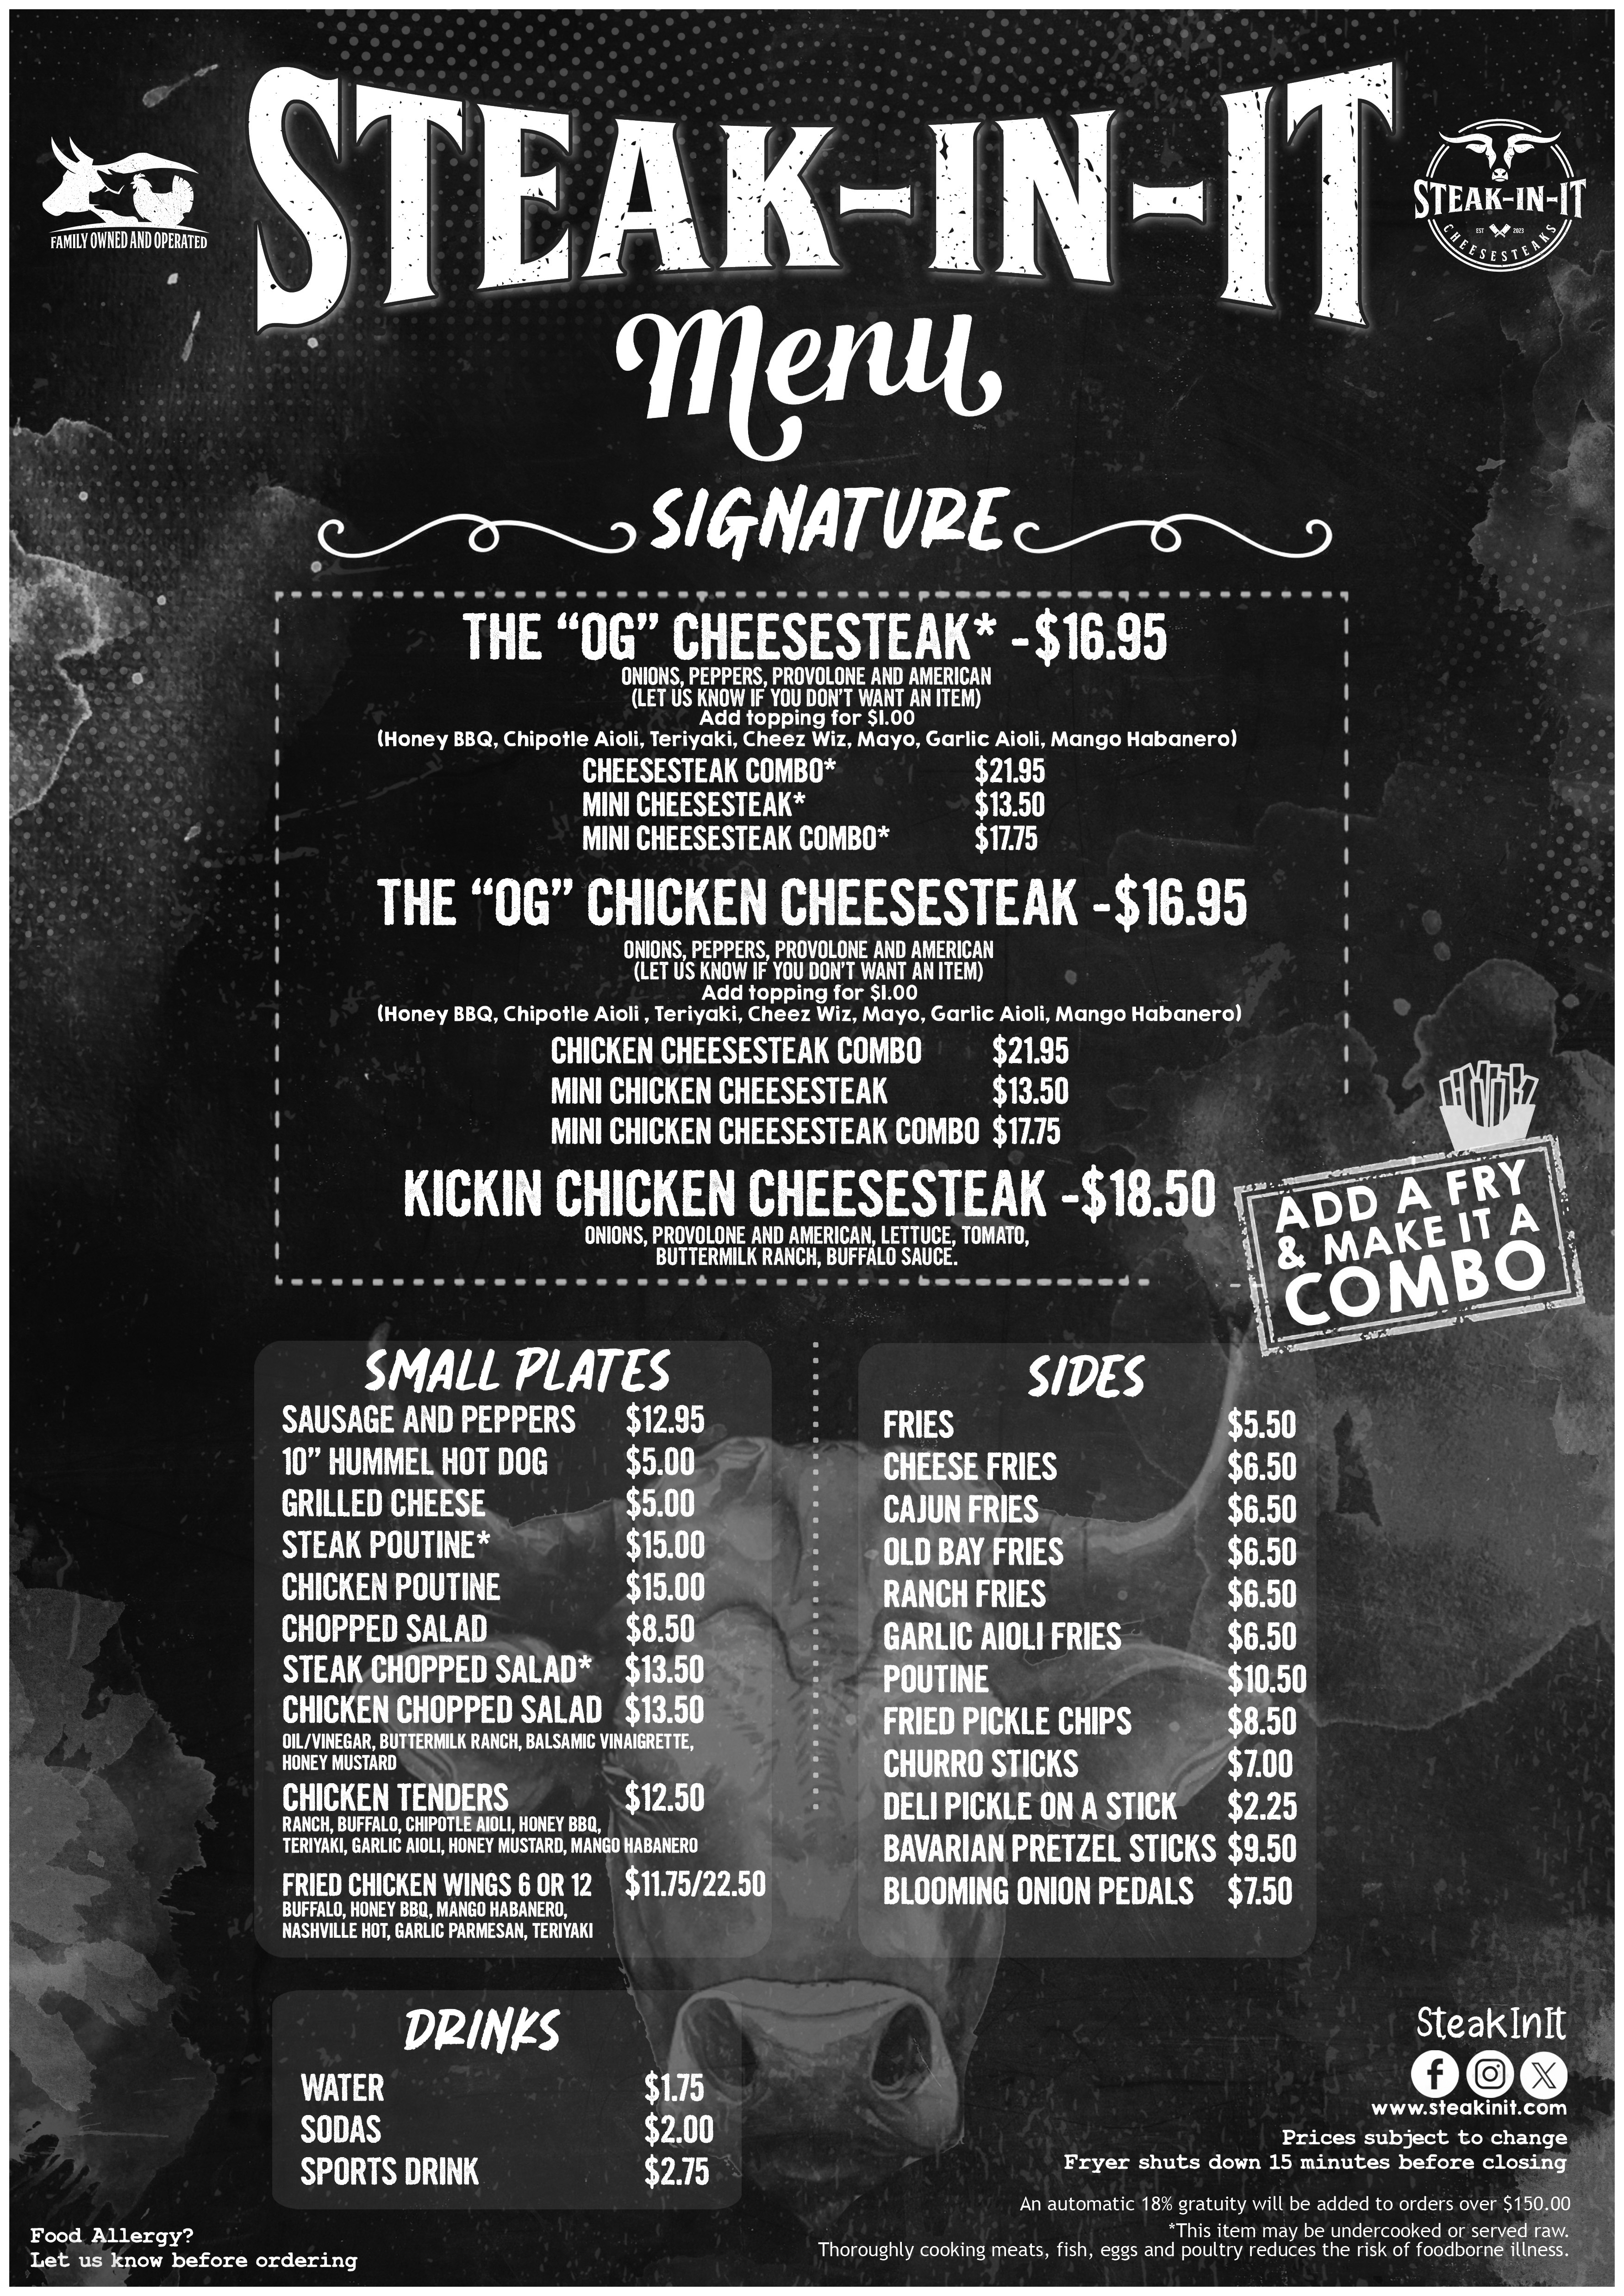 STEAK-IN-IT
FAMILY OWNED AND OPERATED
STEAK-IN-IT
EST 2023
CHEESESTEAKS
Menu
SIGNATURE
THE “OG” CHEESESTEAK* -$16.95
ONIONS, PEPPERS, PROVOLONE AND AMERICAN
(LET US KNOW IF YOU DON’T WANT AN ITEM)
Add topping for $1.00
(Honey BBQ, Chipotle Aioli, Teriyaki, Cheez Wiz, Mayo, Garlic Aioli, Mango Habanero)
CHEESESTEAK COMBO* $21.95
MINI CHEESESTEAK* $13.50
MINI CHEESESTEAK COMBO* $17.75
THE “OG” CHICKEN CHEESESTEAK -$16.95
ONIONS, PEPPERS, PROVOLONE AND AMERICAN
(LET US KNOW IF YOU DON’T WANT AN ITEM)
Add topping for $1.00
(Honey BBQ, Chipotle Aioli , Teriyaki, Cheez Wiz, Mayo, Garlic Aioli, Mango Habanero)
CHICKEN CHEESESTEAK COMBO $21.95
MINI CHICKEN CHEESESTEAK $13.50
MINI CHICKEN CHEESESTEAK COMBO $17.75
KICKIN CHICKEN CHEESESTEAK -$18.50
ONIONS, PROVOLONE AND AMERICAN, LETTUCE, TOMATO,
BUTTERMILK RANCH, BUFFALO SAUCE.
ADD A FRY
& MAKE IT A
COMBO
SMALL PLATES
SAUSAGE AND PEPPERS $12.95
10” HUMMEL HOT DOG $5.00
GRILLED CHEESE $5.00
STEAK POUTINE* $15.00
CHICKEN POUTINE $15.00
CHOPPED SALAD $8.50
STEAK CHOPPED SALAD* $13.50
CHICKEN CHOPPED SALAD $13.50
OIL/VINEGAR, BUTTERMILK RANCH, BALSAMIC VINAIGRETTE,
HONEY MUSTARD
CHICKEN TENDERS $12.50
RANCH, BUFFALO, CHIPOTLE AIOLI, HONEY BBQ,
TERIYAKI, GARLIC AIOLI, HONEY MUSTARD, MANGO HABANERO
FRIED CHICKEN WINGS 6 OR 12 $11.75/22.50
BUFFALO, HONEY BBQ, MANGO HABANERO,
NASHVILLE HOT, GARLIC PARMESAN, TERIYAKI
SIDES
FRIES $5.50
CHEESE FRIES $6.50
CAJUN FRIES $6.50
OLD BAY FRIES $6.50
RANCH FRIES $6.50
GARLIC AIOLI FRIES $6.50
POUTINE $10.50
FRIED PICKLE CHIPS $8.50
CHURRO STICKS $7.00
DELI PICKLE ON A STICK $2.25
BAVARIAN PRETZEL STICKS $9.50
BLOOMING ONION PEDALS $7.50
DRINKS
WATER $1.75
SODAS $2.00
SPORTS DRINK $2.75
SteakInIt
www.steakinit.com
Prices subject to change
Fryer shuts down 15 minutes before closing
An automatic 18% gratuity will be added to orders over $150.00
*This item may be undercooked or served raw.
Thoroughly cooking meats, fish, eggs and poultry reduces the risk of foodborne illness.
Food Allergy?
Let us know before ordering